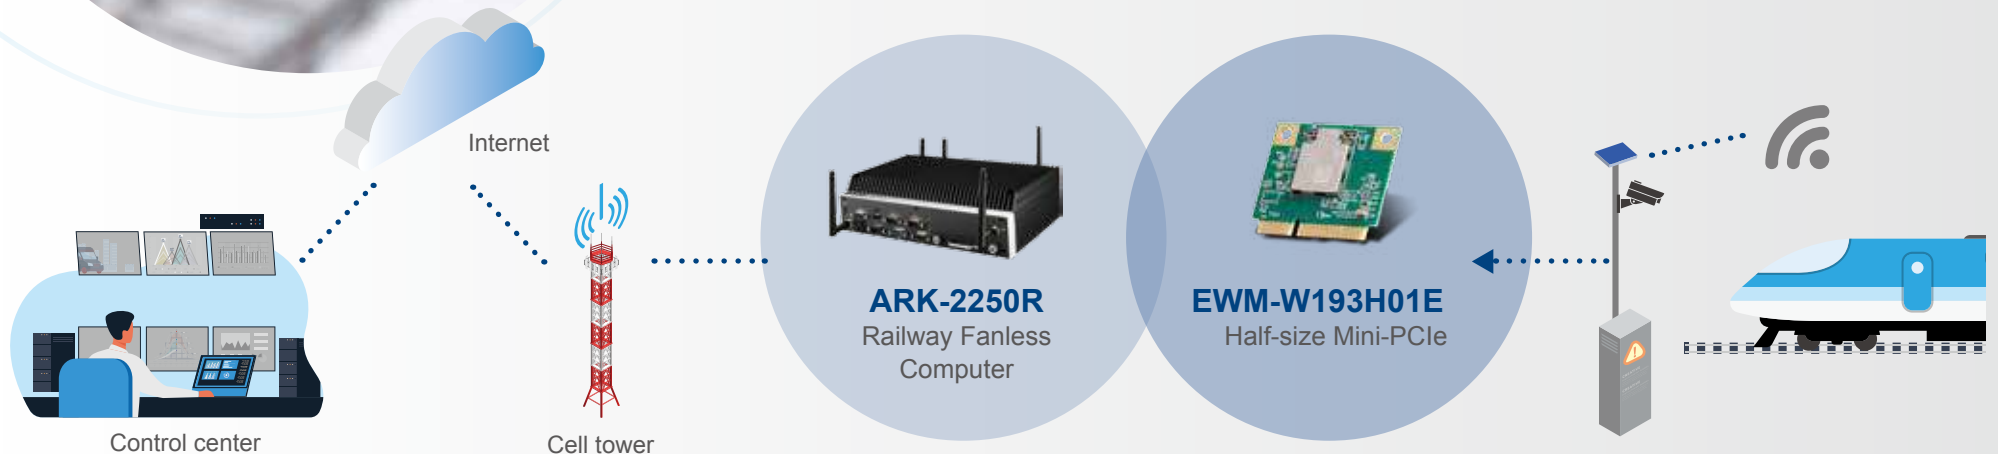 Internet
ARK-2250R
Railway Fanless
Computer
EWM-W193H01E
Half-size Mini-PCIe
Control center
Cell tower